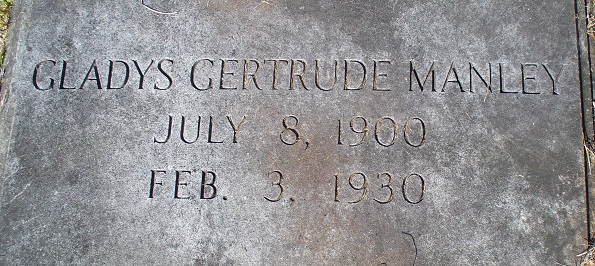 GLADYS GERTRUDE MANLEY
JULY 8, 1900
FEB. 3. 1930